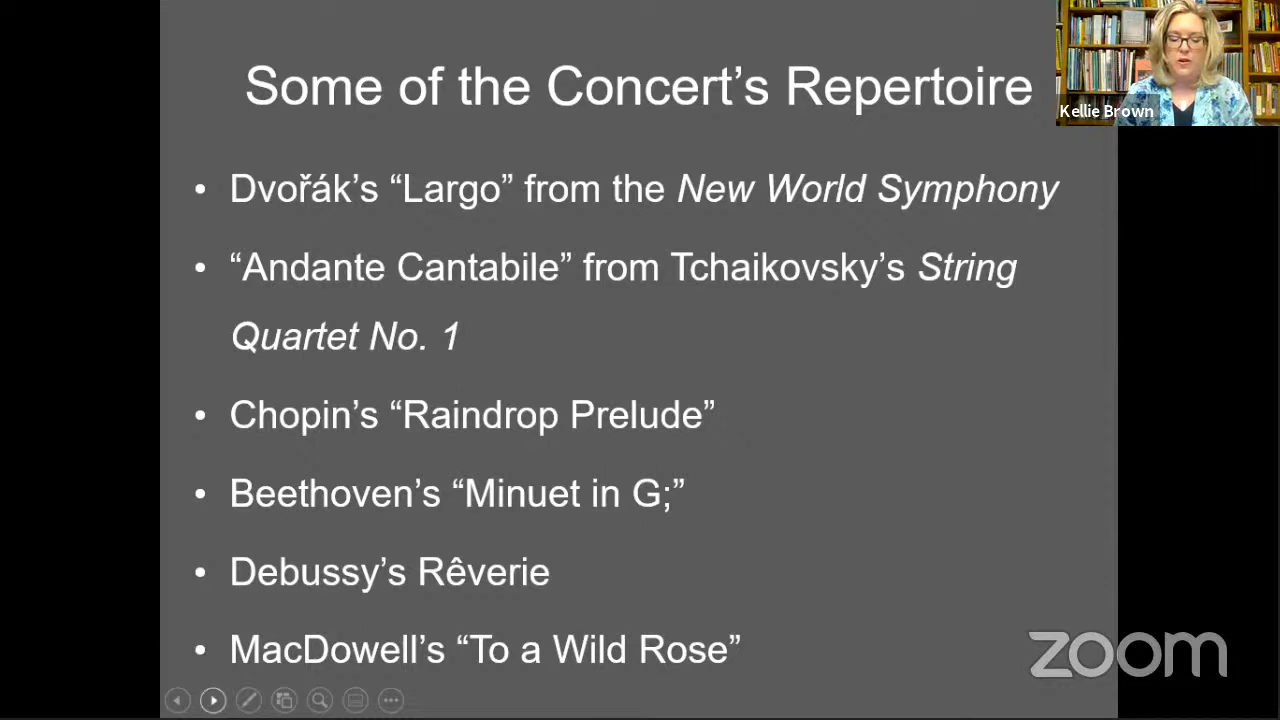 Some of the Concert’s Repertoire
Kellie Brown
• Dvořák’s “Largo” from the New World Symphony
• “Andante Cantabile” from Tchaikovsky’s String
Quartet No. 1
• Chopin’s “Raindrop Prelude”
• Beethoven’s “Minuet in G;”
• Debussy’s Rêverie
• MacDowell’s “To a Wild Rose”
zoom